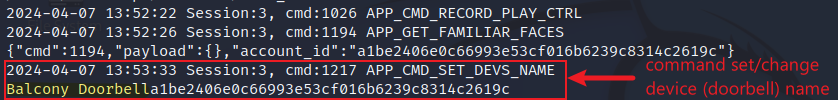 2024-04-07 13:52:22 Session:3, cmd:1026 APP_CMD_RECORD_PLAY_CTRL
2024-04-07 13:52:26 Session:3, cmd:1194 APP_GET_FAMILIAR_FACES
{"cmd":1194,"payload":{},"account_id":"a1be2406e0c66993e53cf016b6239c8314c2619c"}
2024-04-07 13:53:33 Session:3, cmd:1217 APP_CMD_SET_DEVS_NAME
Balcony Doorbella1be2406e0c66993e53cf016b6239c8314c2619c
command set/change
device (doorbell) name